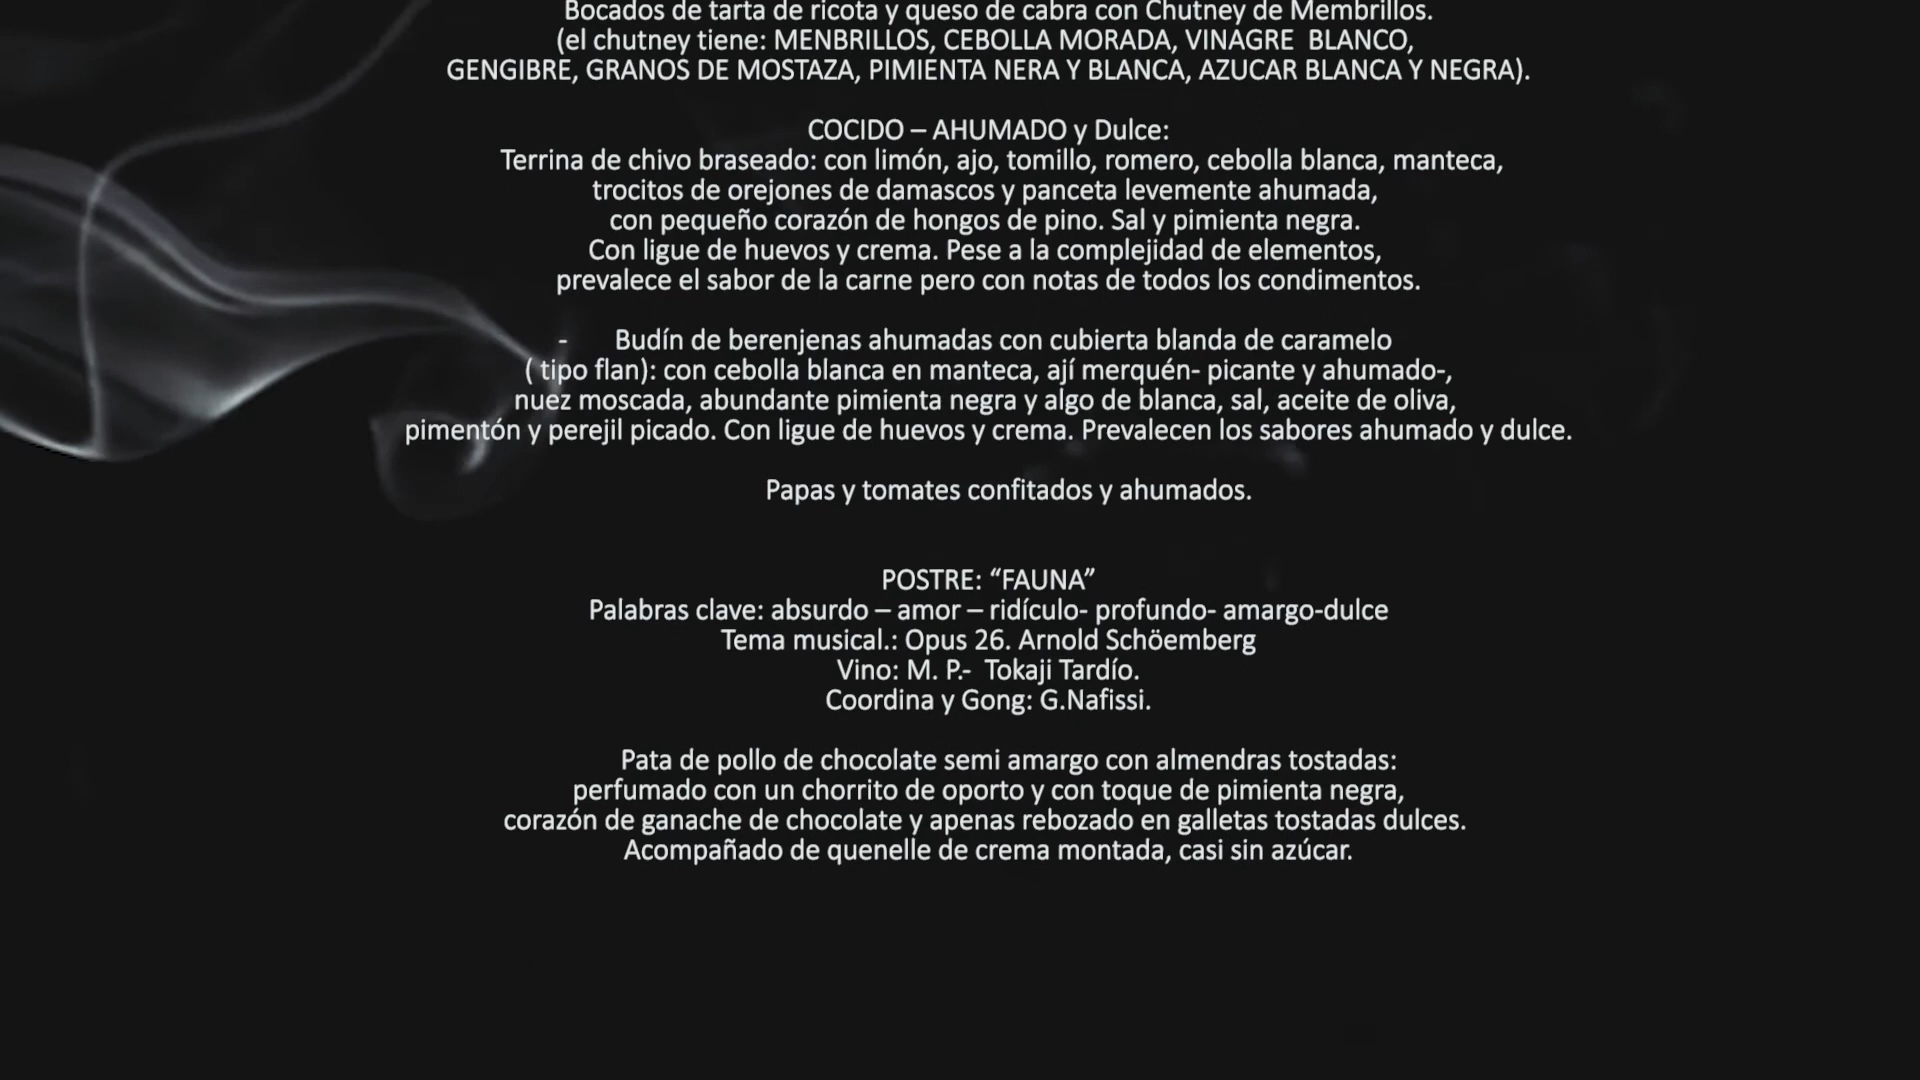 Bocados de tarta de ricota y queso de cabra con Chutney de Membrillos.
(el chutney tiene: MENBRILLOS, CEBOLLA MORADA, VINAGRE  BLANCO,
GENGIBRE, GRANOS DE MOSTAZA, PIMIENTA NERA Y BLANCA, AZUCAR BLANCA Y NEGRA).
COCIDO – AHUMADO y Dulce:
Terrina de chivo braseado: con limón, ajo, tomillo, romero, cebolla blanca, manteca,
trocitos de orejones de damascos y panceta levemente ahumada,
con pequeño corazón de hongos de pino. Sal y pimienta negra.
Con ligue de huevos y crema. Pese a la complejidad de elementos,
prevalece el sabor de la carne pero con notas de todos los condimentos.
-      Budín de berenjenas ahumadas con cubierta blanda de caramelo
( tipo flan): con cebolla blanca en manteca, ají merquén- picante y ahumado-,
nuez moscada, abundante pimienta negra y algo de blanca, sal, aceite de oliva,
pimentón y perejil picado. Con ligue de huevos y crema. Prevalecen los sabores ahumado y dulce.
Papas y tomates confitados y ahumados.
POSTRE: “FAUNA”
Palabras clave: absurdo – amor – ridículo- profundo- amargo-dulce
Tema musical.: Opus 26. Arnold Schöemberg
Vino: M. P.-  Tokaji Tardío.
Coordina y Gong: G.Nafissi.
Pata de pollo de chocolate semi amargo con almendras tostadas:
perfumado con un chorrito de oporto y con toque de pimienta negra,
corazón de ganache de chocolate y apenas rebozado en galletas tostadas dulces.
Acompañado de quenelle de crema montada, casi sin azúcar.